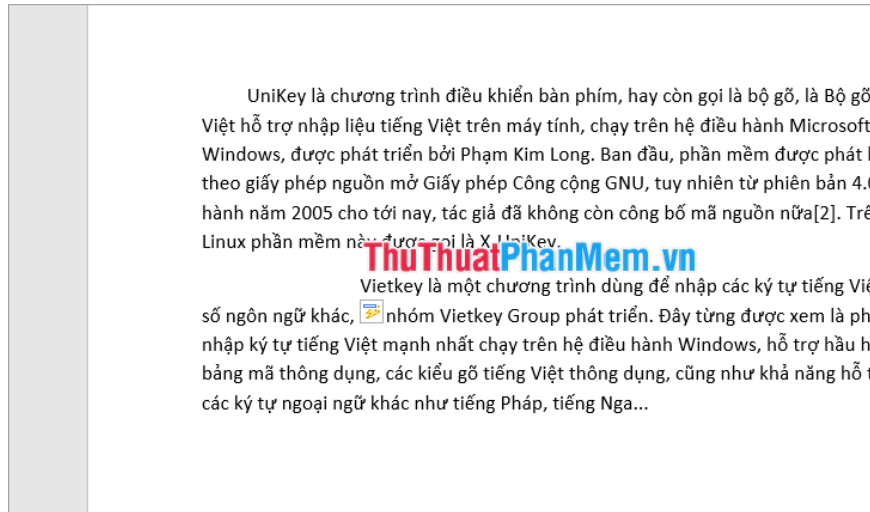 UniKey là chương trình điều khiển bàn phím, hay còn gọi là bộ gõ, là Bộ gõ
Việt hỗ trợ nhập liệu tiếng Việt trên máy tính, chạy trên hệ điều hành Microsoft
Windows, được phát triển bởi Phạm Kim Long. Ban đầu, phần mềm được phát
theo giấy phép nguồn mở Giấy phép Công cộng GNU, tuy nhiên từ phiên bản 4.0
hành năm 2005 cho tới nay, tác giả đã không còn công bố mã nguồn nữa[2].
Linux phần mềm này được gọi là X-UniKey.
ThuThuatPhanMem.vn
Vietkey là một chương trình dùng để nhập các ký tự tiếng
số ngôn ngữ khác, nhóm Vietkey Group phát triển. Đây từng được xem là
nhập ký tự tiếng Việt mạnh nhất chạy trên hệ điều hành Windows, hỗ trợ hầu
bảng mã thông dụng, các kiểu gõ tiếng Việt thông dụng, cũng như khả năng hỗ
các ký tự ngoại ngữ khác như tiếng Pháp, tiếng Nga...